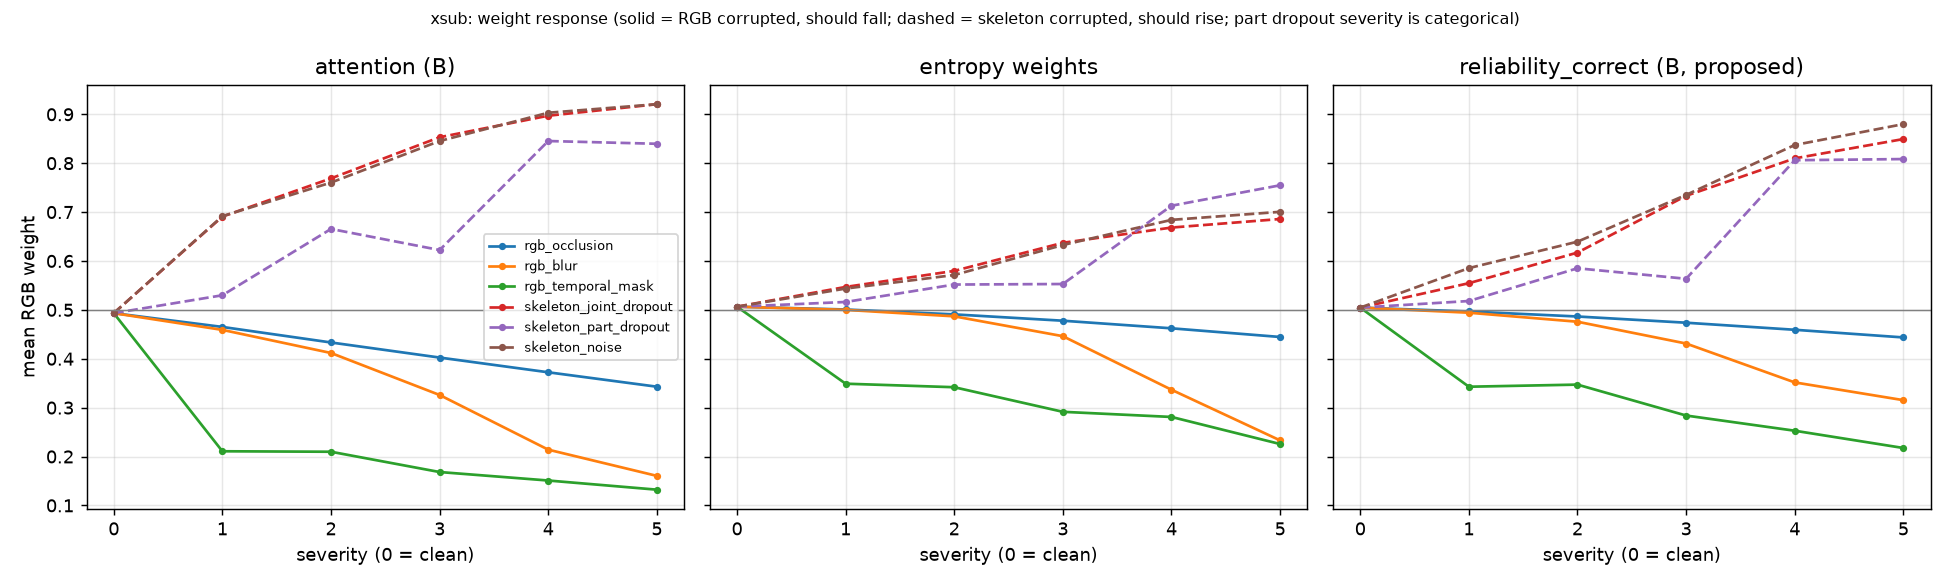 xsub: weight response (solid = RGB corrupted, should fall; dashed = skeleton corrupted, should rise; part dropout severity is categorical)
attention (B)
entropy weights
reliability_correct (B, proposed)
mean RGB weight
0.9
0.8
0.7
0.6
0.5
0.4
0.3
0.2
0.1
rgb_occlusion
rgb_blur
rgb_temporal_mask
skeleton_joint_dropout
skeleton_part_dropout
skeleton_noise
0 1 2 3 4 5
0 1 2 3 4 5
0 1 2 3 4 5
severity (0 = clean)
severity (0 = clean)
severity (0 = clean)